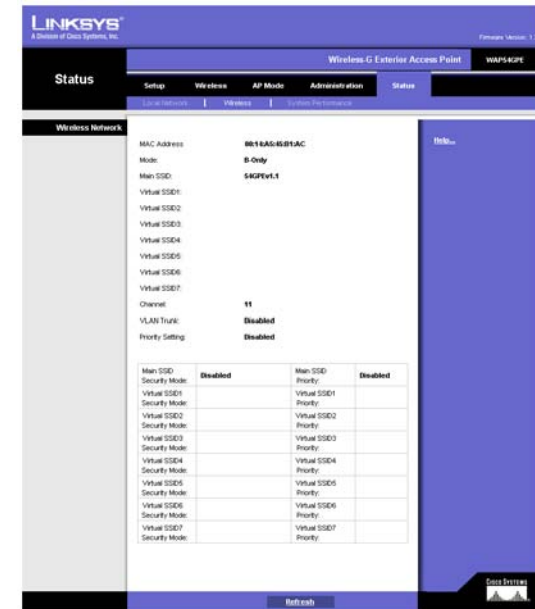 LINKSYS®
A Division of Cisco Systems, Inc.
Firmware Version: 1.
Wireless-G Exterior Access Point
WAP54GPE
Status
Setup
Wireless
AP Mode
Administration
Status
Local Network
Wireless
System Performance
Wireless Network
Help...
MAC Address:
Mode: B-Only
Main SSID: 54GPEv1.1
Virtual SSID1:
Virtual SSID2:
Virtual SSID3:
Virtual SSID4:
Virtual SSID5:
Virtual SSID6:
Virtual SSID7:
Channel: 11
VLAN Trunk: Disabled
Priority Setting: Disabled
Main SSID Security Mode: Disabled Main SSID Priority: Disabled
Virtual SSID1 Security Mode: Virtual SSID1 Priority:
Virtual SSID2 Security Mode: Virtual SSID2 Priority:
Virtual SSID3 Security Mode: Virtual SSID3 Priority:
Virtual SSID4 Security Mode: Virtual SSID4 Priority:
Virtual SSID5 Security Mode: Virtual SSID5 Priority:
Virtual SSID6 Security Mode: Virtual SSID6 Priority:
Virtual SSID7 Security Mode: Virtual SSID7 Priority:
Refresh
Cisco Systems